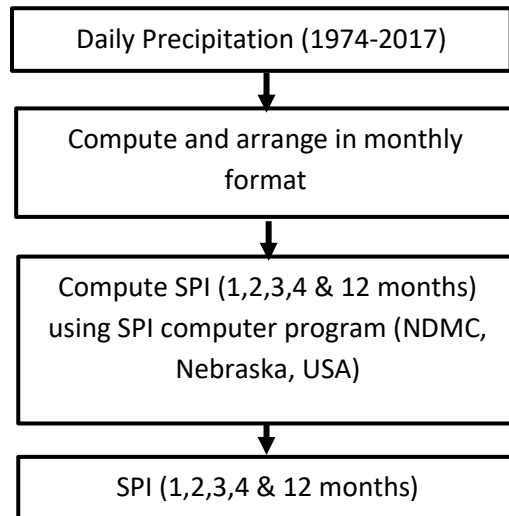 Daily Precipitation (1974-2017)
Compute and arrange in monthly
format
Compute SPI (1,2,3,4 & 12 months)
using SPI computer program (NDMC,
Nebraska, USA)
SPI (1,2,3,4 & 12 months)